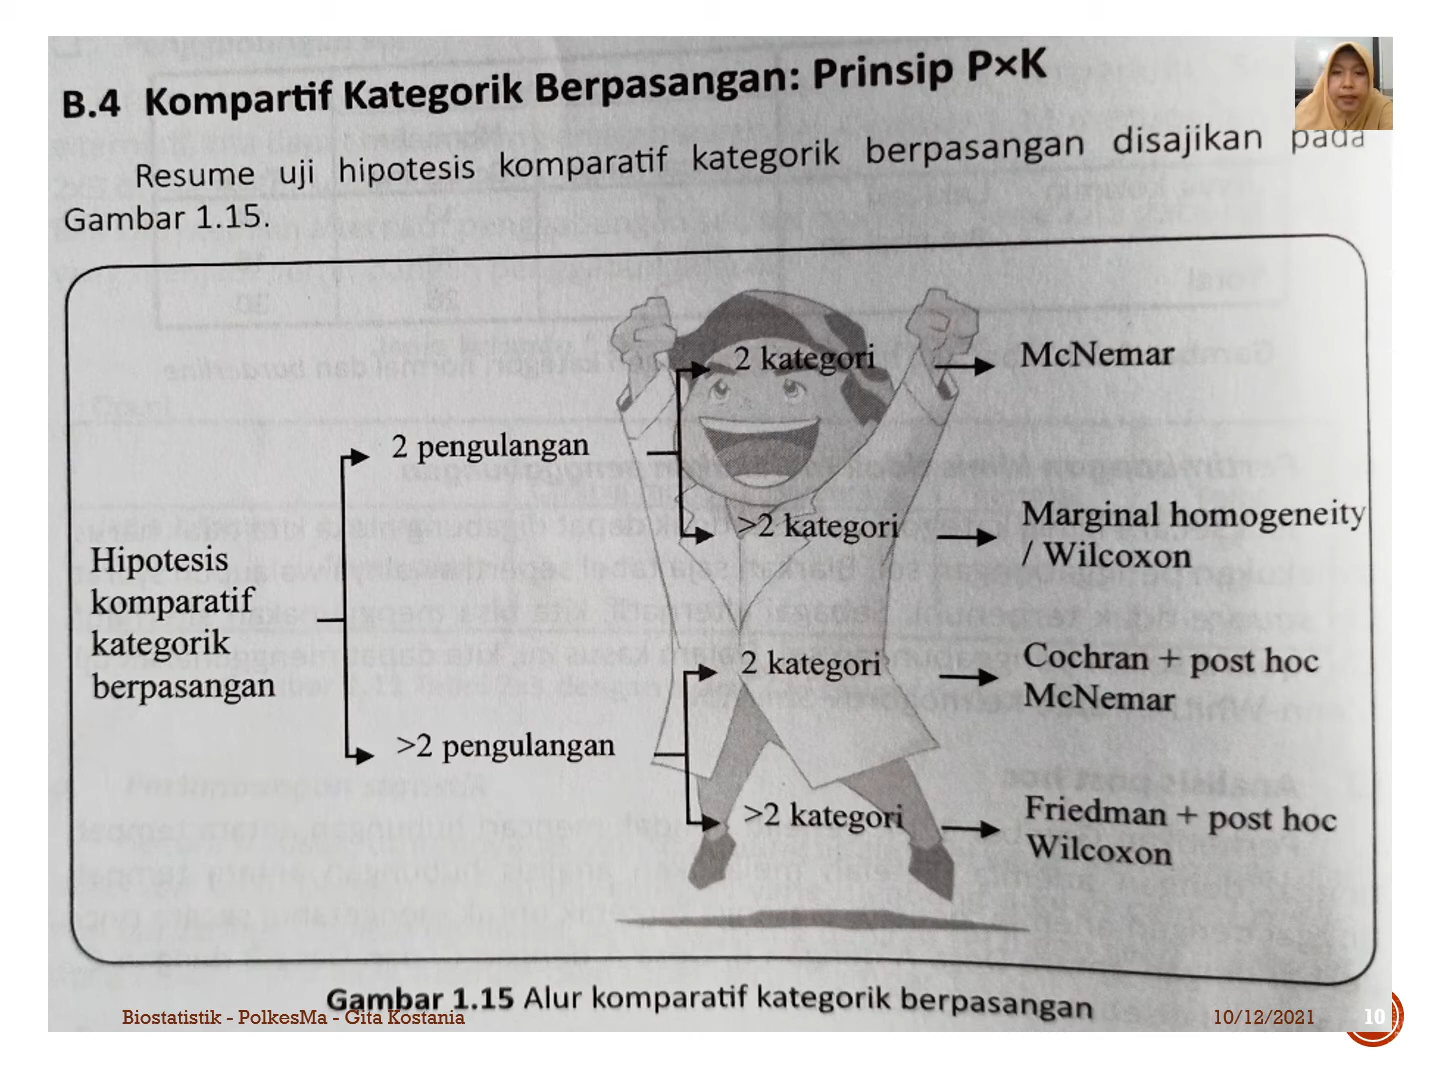 B.4 Kompartif Kategorik Berpasangan: Prinsip P×K
Resume uji hipotesis komparatif kategorik berpasangan disajikan pada
Gambar 1.15.
2 kategori
McNemar
2 pengulangan
>2 kategori
Marginal homogeneity
/ Wilcoxon
Hipotesis
komparatif
kategorik
berpasangan
2 kategori
Cochran + post hoc
McNemar
>2 pengulangan
>2 kategori
Friedman + post hoc
Wilcoxon
Gambar 1.15 Alur komparatif kategorik berpasangan
Biostatistik - PolkesMa - Gita Kostania
10/12/2021
10